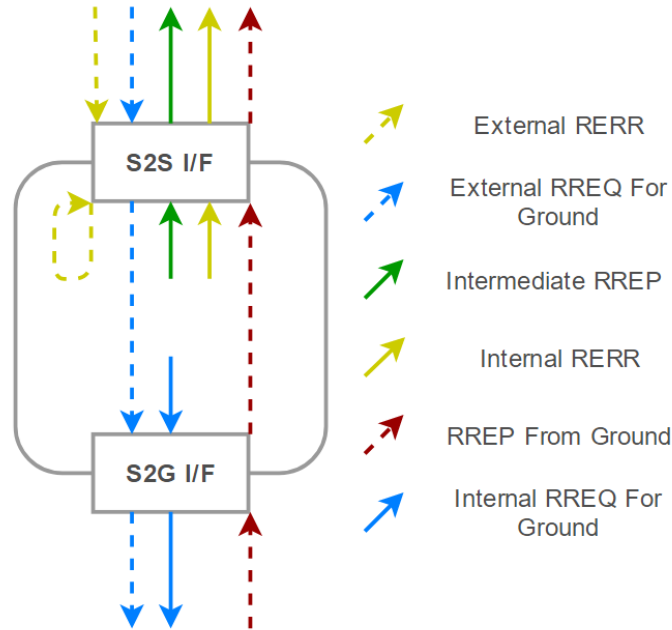 S2S I/F
S2G I/F
External RERR
External RREQ For
Ground
Intermediate RREP
Internal RERR
RREP From Ground
Internal RREQ For
Ground